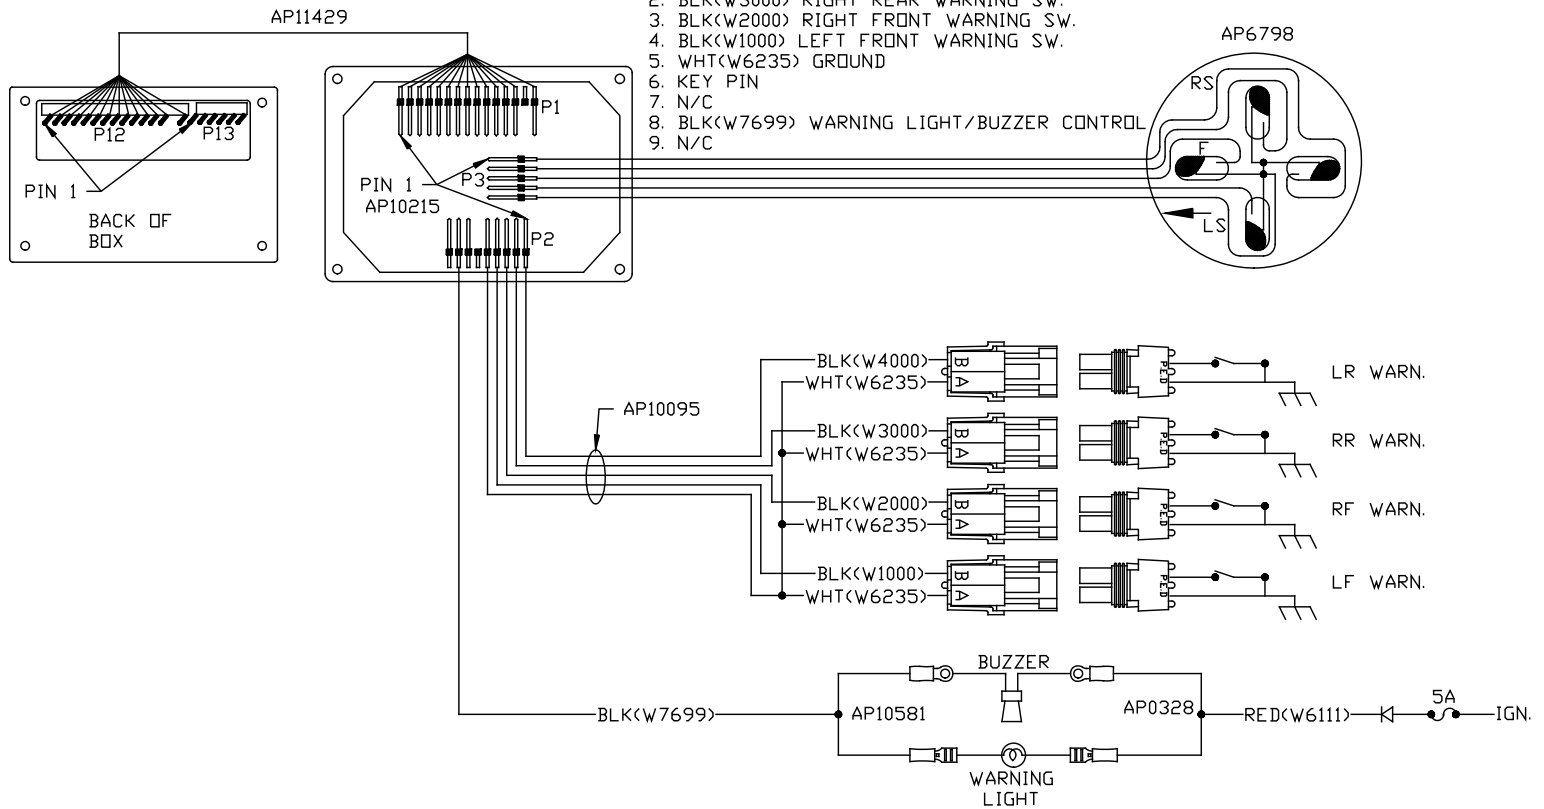 AP11429
2. BLK(W3000) RIGHT REAR WARNING SW.
3. BLK(W2000) RIGHT FRONT WARNING SW.
4. BLK(W1000) LEFT FRONT WARNING SW.
5. WHT(W6235) GROUND
6. KEY PIN
7. N/C
8. BLK(W7699) WARNING LIGHT/BUZZER CONTROL
9. N/C
AP6798
RS
F
LS
P12
P13
PIN 1
BACK OF
BOX
P1
P3
PIN 1
AP10215
P2
AP10095
BLK(W4000)
WHT(W6235)
B
A
PED
LR WARN.
BLK(W3000)
WHT(W6235)
B
A
PED
RR WARN.
BLK(W2000)
WHT(W6235)
B
A
PED
RF WARN.
BLK(W1000)
WHT(W6235)
B
A
PED
LF WARN.
BUZZER
BLK(W7699)
AP10581
AP0328
RED(W6111)
5A
IGN.
WARNING
LIGHT